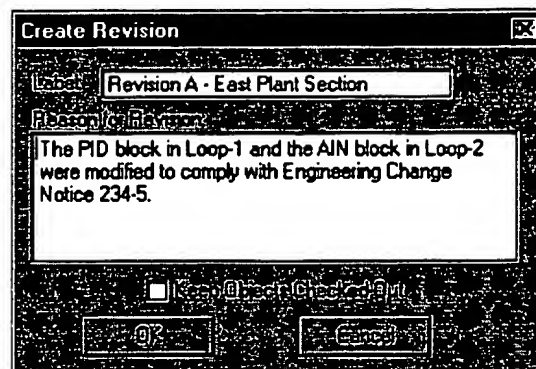 Create Revision
Label: Revision A - East Plant Section
Reason for Revision:
The PID block in Loop-1 and the AIN block in Loop-2
were modified to comply with Engineering Change
Notice 234-5.
Keep Objects Checked Out
OK Cancel